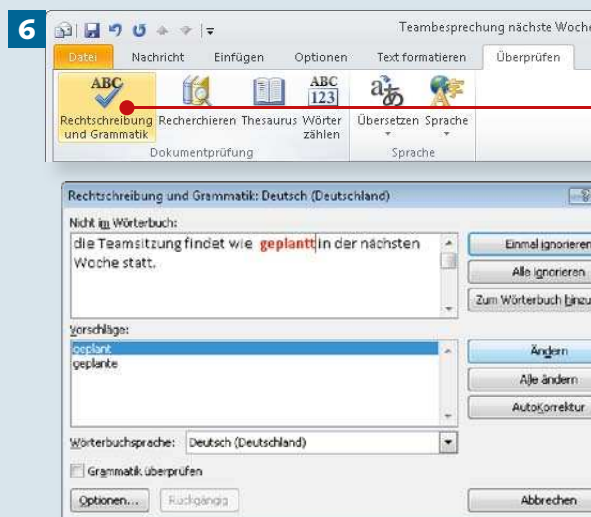 6
Teambesprechung nächste Woche
Datei Nachricht Einfügen Optionen Text formatieren Überprüfen
ABC ABC 123
Rechtschreibung und Grammatik Recherchieren Thesaurus Wörter zählen Übersetzen Sprache
Dokumentprüfung Sprache
Rechtschreibung und Grammatik: Deutsch (Deutschland)
Nicht im Wörterbuch:
die Teamsitzung findet wie geplantt in der nächsten
Woche statt.
Einmal ignorieren
Alle ignorieren
Zum Wörterbuch hinzu
Vorschläge:
geplant
geplante
Ändern
Alle ändern
AutoKorrektur
Wörterbuchsprache: Deutsch (Deutschland)
Grammatik überprüfen
Optionen... Rückgängig Abbrechen